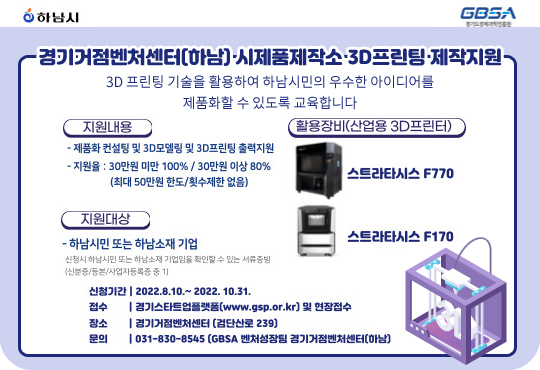 하남시
GBSA
경기도경제과학진흥원
경기거점벤처센터(하남)·시제품제작소·3D프린팅·제작지원
3D 프린팅 기술을 활용하여 하남시민의 우수한 아이디어를
제품화할 수 있도록 교육합니다
지원내용
- 제품화 컨설팅 및 3D모델링 및 3D프린팅 출력지원
- 지원율 : 30만원 미만 100% / 30만원 이상 80%
(최대 50만원 한도/횟수제한 없음)
활용장비(산업용 3D프린터)
스트라타시스 F770
스트라타시스 F170
지원대상
- 하남시민 또는 하남소재 기업
신청시 하남시민 또는 하남소재 기업임을 확인할 수 있는 서류증빙
(신분증/등본/사업자등록증 중 1)
신청기간 | 2022.8.10.~ 2022. 10.31.
접수 | 경기스타트업플랫폼(www.gsp.or.kr) 및 현장접수
장소 | 경기거점벤처센터 (검단산로 239)
문의 | 031-830-8545 (GBSA 벤처성장팀 경기거점벤처센터(하남)
31